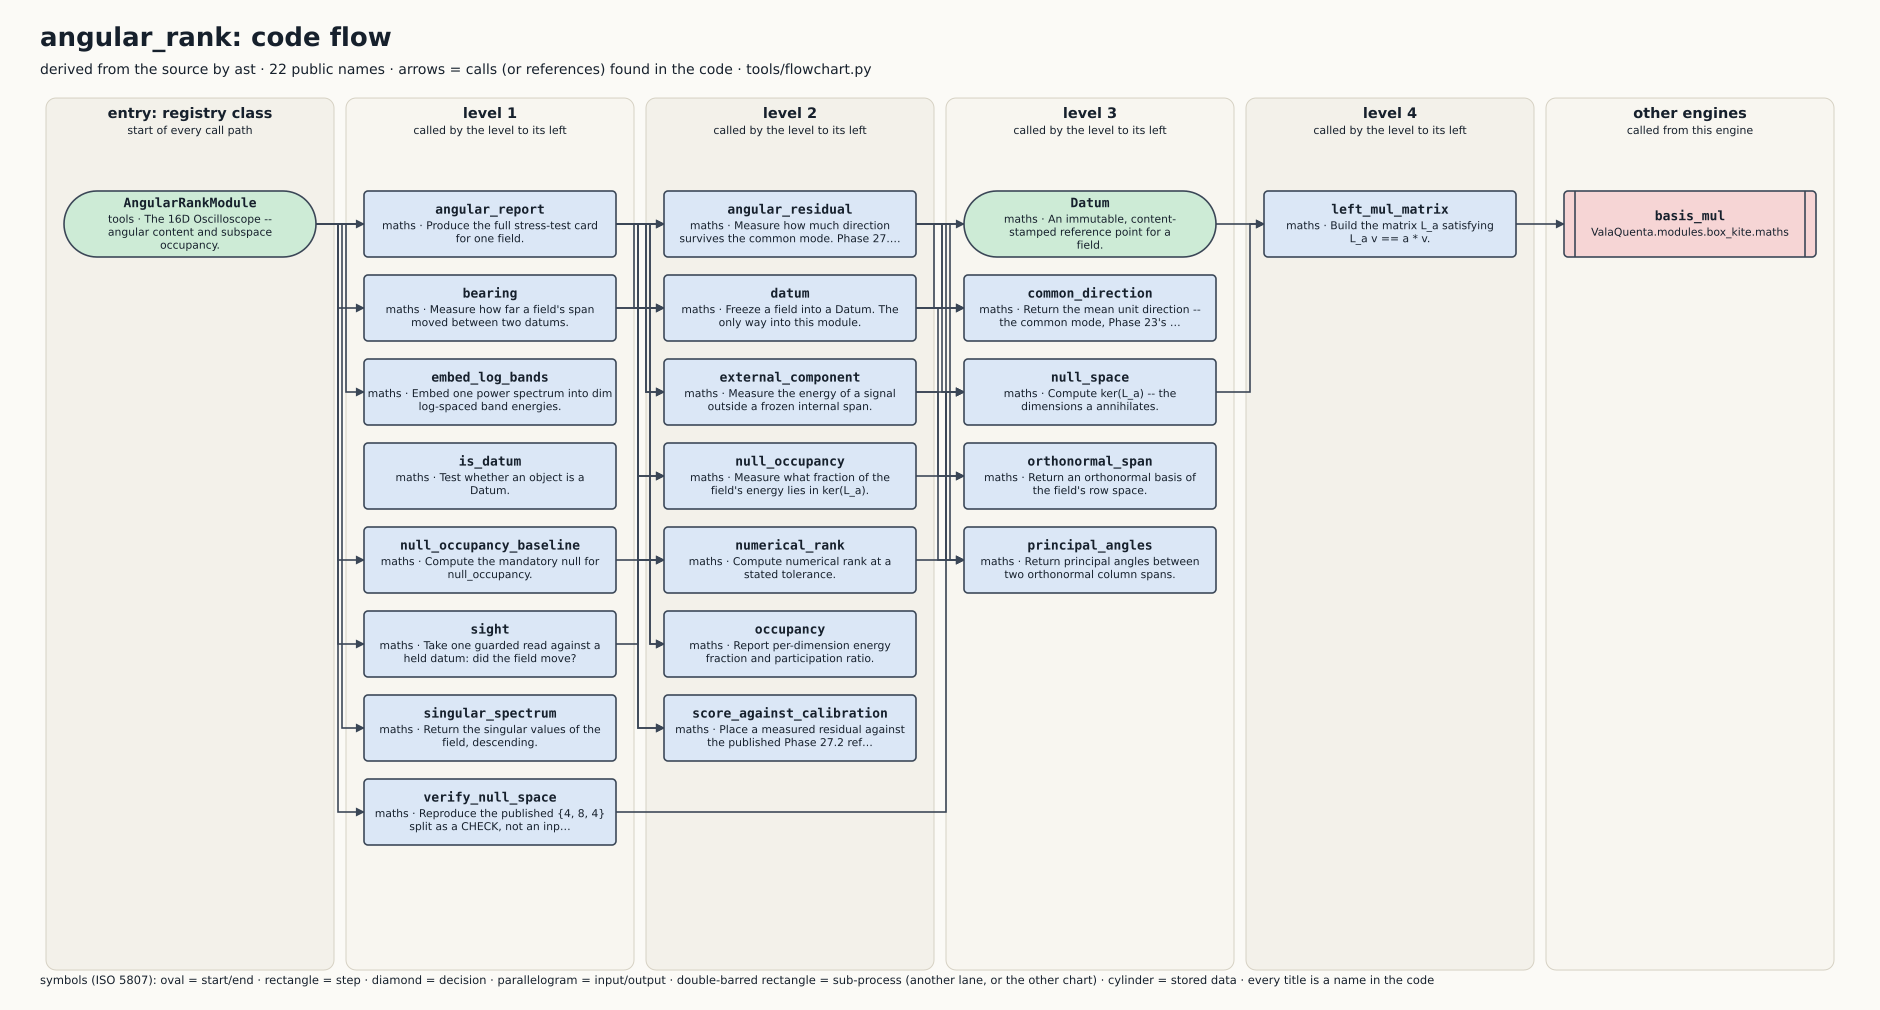 angular_rank: code flow
derived from the source by ast · 22 public names · arrows = calls (or references) found in the code · tools/flowchart.py
entry: registry class
start of every call path
AngularRankModule
tools · The 16D Oscilloscope --
angular content and subspace
occupancy.
level 1
called by the level to its left
angular_report
maths · Produce the full stress-test card
for one field.
bearing
maths · Measure how far a field's span
moved between two datums.
embed_log_bands
maths · Embed one power spectrum into dim
log-spaced band energies.
is_datum
maths · Test whether an object is a
Datum.
null_occupancy_baseline
maths · Compute the mandatory null for
null_occupancy.
sight
maths · Take one guarded read against a
held datum: did the field move?
singular_spectrum
maths · Return the singular values of the
field, descending.
verify_null_space
maths · Reproduce the published {4, 8, 4}
split as a CHECK, not an inp…
level 2
called by the level to its left
angular_residual
maths · Measure how much direction
survives the common mode. Phase 27.…
datum
maths · Freeze a field into a Datum. The
only way into this module.
external_component
maths · Measure the energy of a signal
outside a frozen internal span.
null_occupancy
maths · Measure what fraction of the
field's energy lies in ker(L_a).
numerical_rank
maths · Compute numerical rank at a
stated tolerance.
occupancy
maths · Report per-dimension energy
fraction and participation ratio.
score_against_calibration
maths · Place a measured residual against
the published Phase 27.2 ref…
level 3
called by the level to its left
Datum
maths · An immutable, content-
stamped reference point for a
field.
common_direction
maths · Return the mean unit direction --
the common mode, Phase 23's …
null_space
maths · Compute ker(L_a) -- the
dimensions a annihilates.
orthonormal_span
maths · Return an orthonormal basis of
the field's row space.
principal_angles
maths · Return principal angles between
two orthonormal column spans.
level 4
called by the level to its left
left_mul_matrix
maths · Build the matrix L_a satisfying
L_a v == a * v.
other engines
called from this engine
basis_mul
ValaQuenta.modules.box_kite.maths
symbols (ISO 5807): oval = start/end · rectangle = step · diamond = decision · parallelogram = input/output · double-barred rectangle = sub-process (another lane, or the other chart) · cylinder = stored data · every title is a name in the code